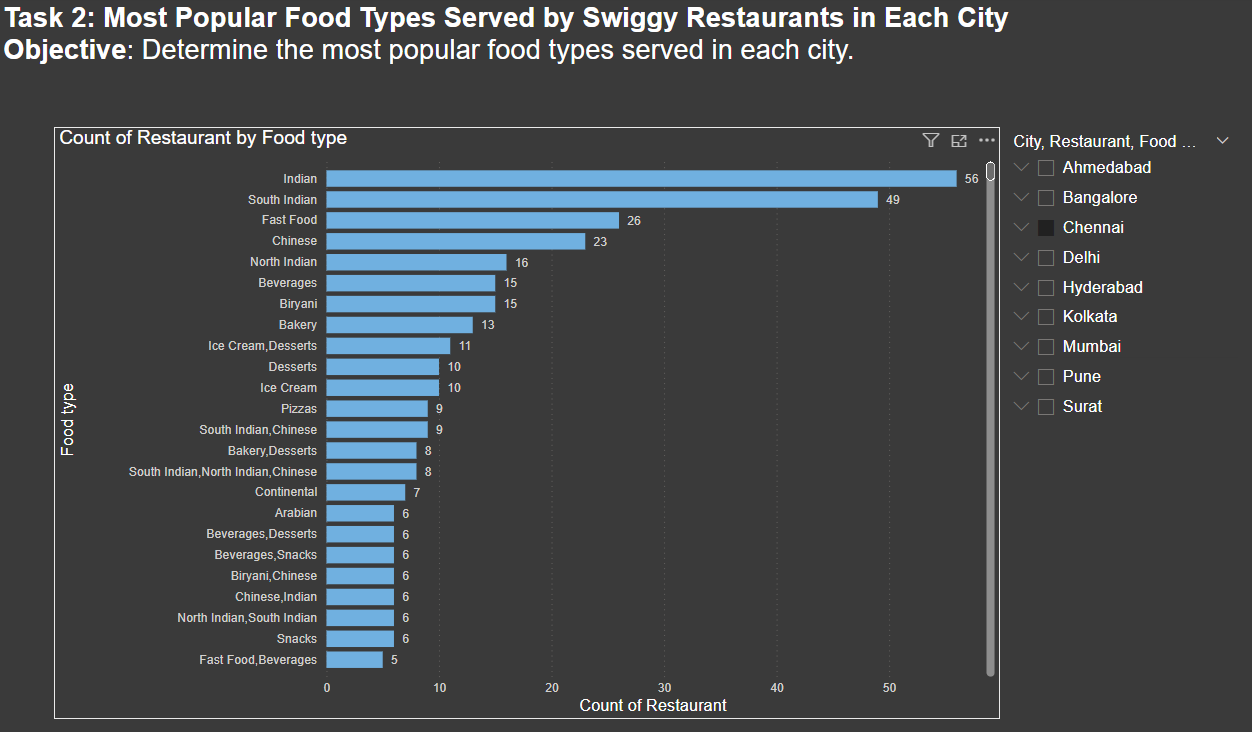 Task 2: Most Popular Food Types Served by Swiggy Restaurants in Each City
Objective: Determine the most popular food types served in each city.
Count of Restaurant by Food type
Food type
Indian 56
South Indian 49
Fast Food 26
Chinese 23
North Indian 16
Beverages 15
Biryani 15
Bakery 13
Ice Cream,Desserts 11
Desserts 10
Ice Cream 10
Pizzas 9
South Indian,Chinese 9
Bakery,Desserts 8
South Indian,North Indian,Chinese 8
Continental 7
Arabian 6
Beverages,Desserts 6
Beverages,Snacks 6
Biryani,Chinese 6
Chinese,Indian 6
North Indian,South Indian 6
Snacks 6
Fast Food,Beverages 5
0 10 20 30 40 50
Count of Restaurant
City, Restaurant, Food ...
Ahmedabad
Bangalore
Chennai
Delhi
Hyderabad
Kolkata
Mumbai
Pune
Surat